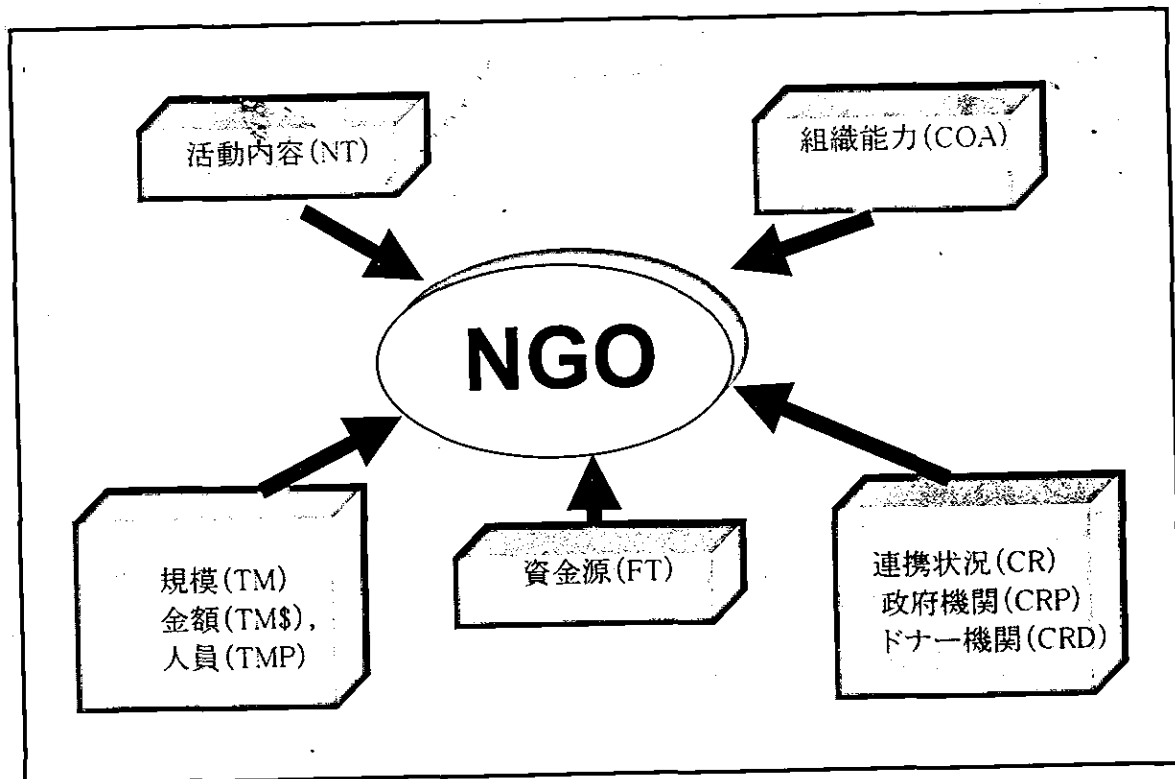 活動内容(NT)
組織能力(COA)
NGO
規模(TM)
金額(TM$),
人員(TMP)
資金源(FT)
連携状況(CR)
政府機関(CRP)
ドナー機関(CRD)